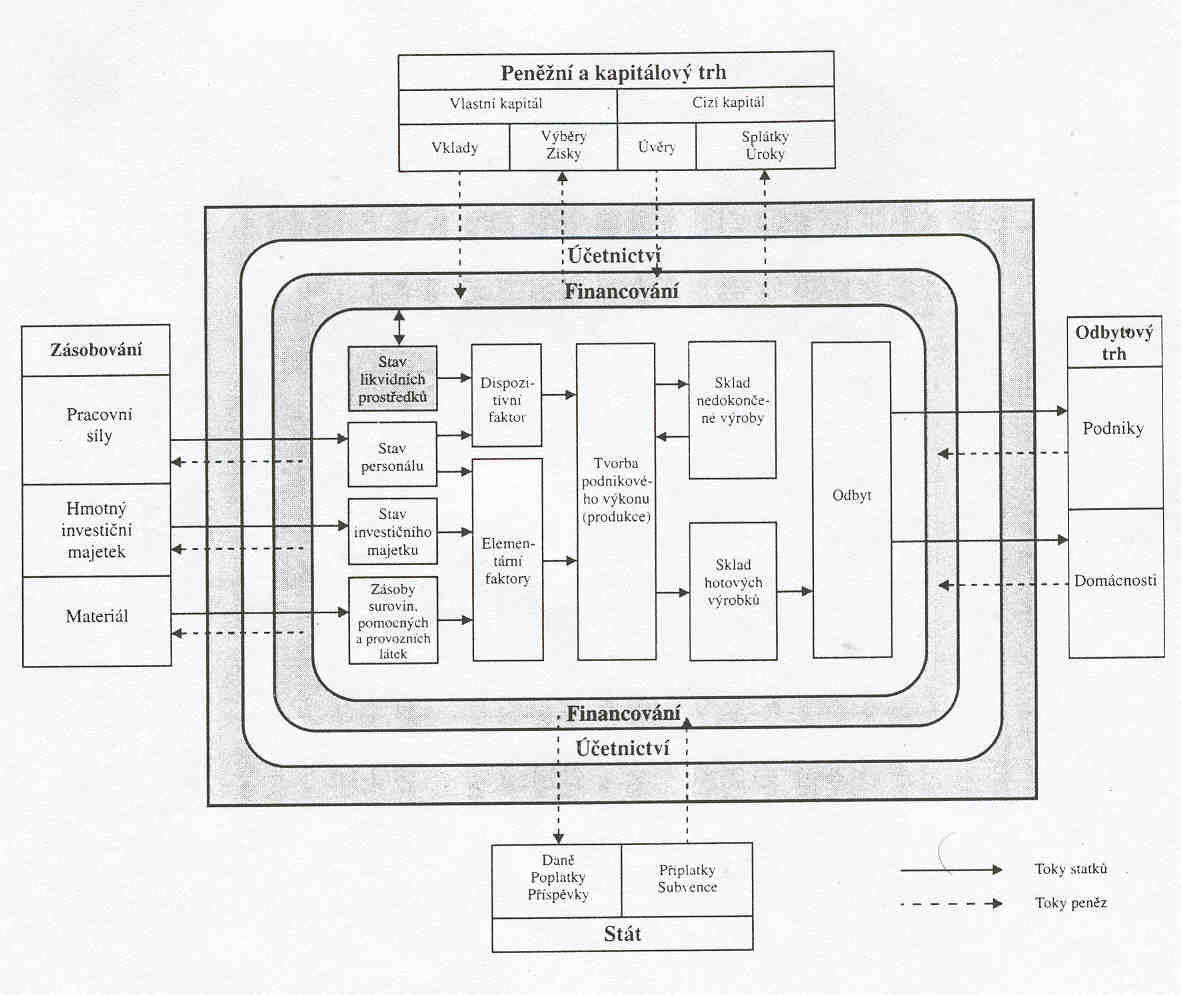 Peněžní a kapitálový trh
Vlastní kapitál
Cizí kapitál
Vklady
Výběry
Zisky
Úvěry
Splátky
Úroky
Účetnictví
Financování
Zásobování
Pracovní
síly
Hmotný
investiční
majetek
Materiál
Stav
likvidních
prostředků
Stav
personálu
Stav
investičního
majetku
Zásoby
surovin,
pomocných
a provozních
látek
Dispozi-
tivní
faktor
Elemen-
tární
faktory
Tvorba
podnikové-
ho výkonu
(produkce)
Sklad
nedokonče-
né výroby
Sklad
hotových
výrobků
Odbyt
Odbytový
trh
Podniky
Domácnosti
Financování
Účetnictví
Daně
Poplatky
Příspěvky
Příplatky
Subvence
Stát
Toky statků
Toky peněz